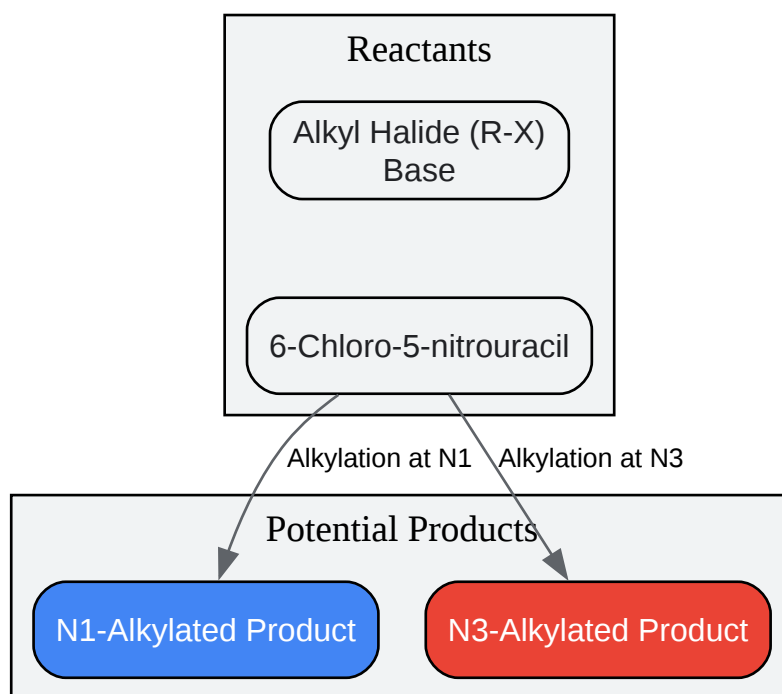 Reactants
Alkyl Halide (R-X)
Base
6-Chloro-5-nitrouracil
Alkylation at N1
Alkylation at N3
Potential Products
N1-Alkylated Product
N3-Alkylated Product